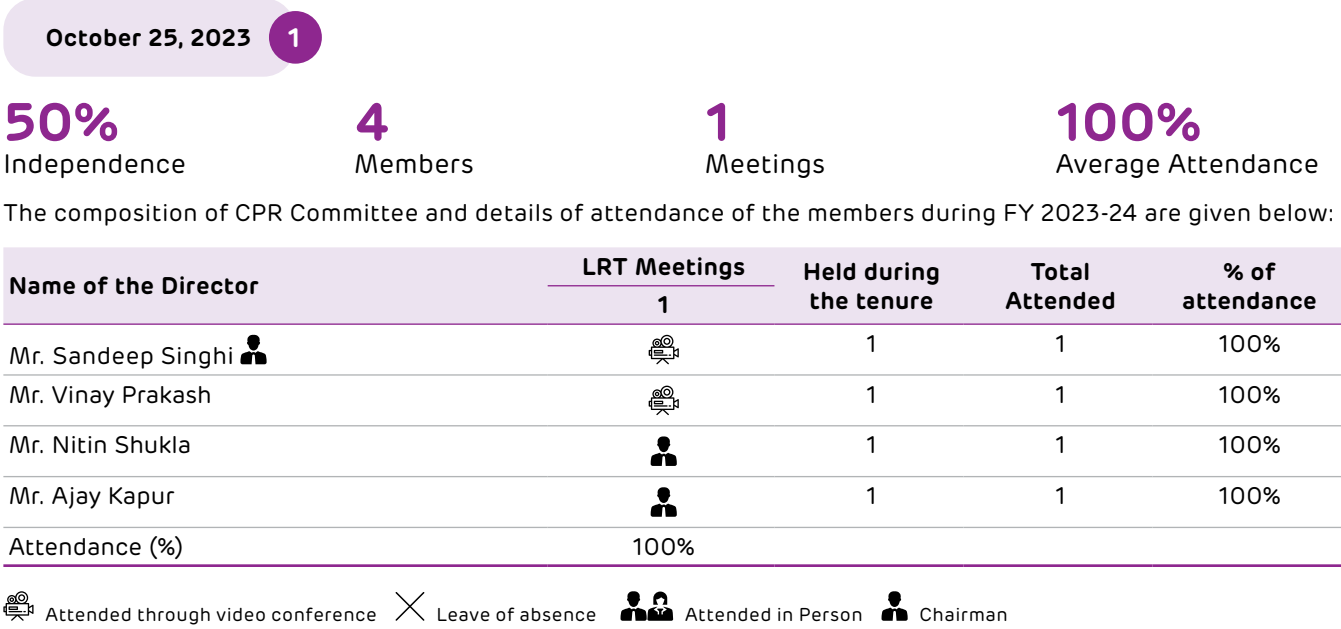 October 25, 2023 1
50% 4 1 100%
Independence Members Meetings Average Attendance
The composition of CPR Committee and details of attendance of the members during FY 2023-24 are given below:
Name of the Director LRT Meetings Held during the tenure Total Attended % of attendance
1
Mr. Sandeep Singhi 1 1 100%
Mr. Vinay Prakash 1 1 100%
Mr. Nitin Shukla 1 1 100%
Mr. Ajay Kapur 1 1 100%
Attendance (%) 100%
Attended through video conference Leave of absence Attended in Person Chairman